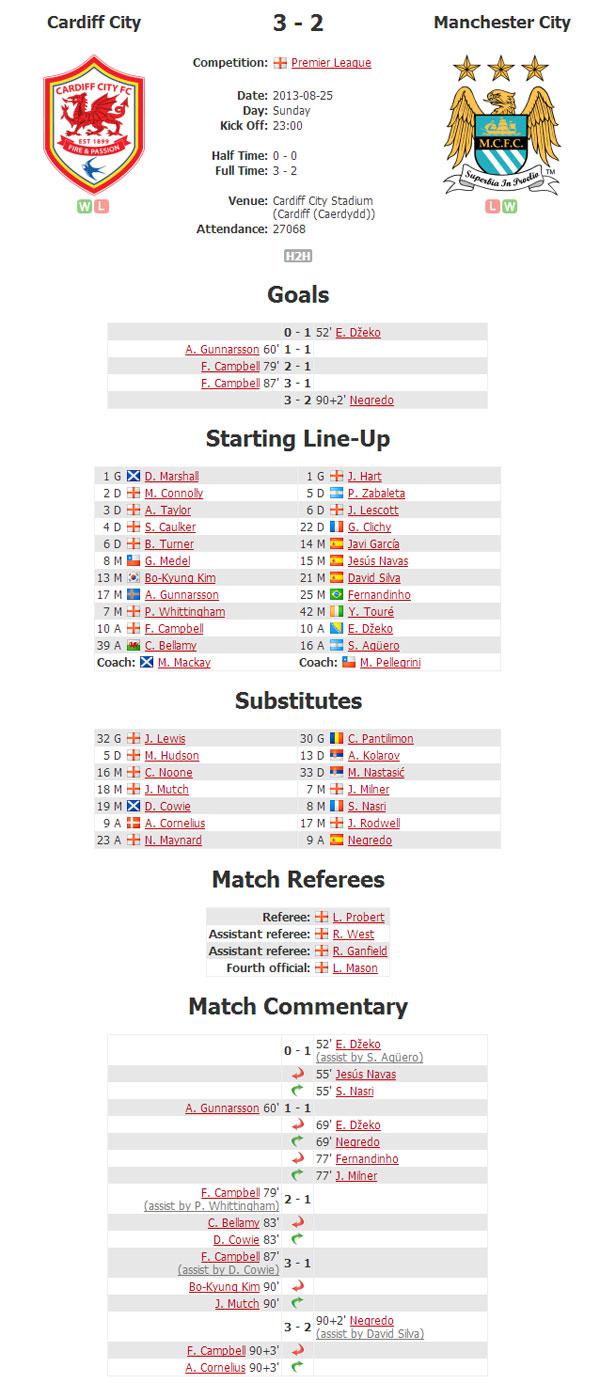 Cardiff City 3 - 2 Manchester City
CARDIFF CITY FC
EST 1899
FIRE & PASSION
M.C.F.C.
Superbia In Proelio
TM
W L
L W
Competition: Premier League
Date: 2013-08-25
Day: Sunday
Kick Off: 23:00
Half Time: 0 - 0
Full Time: 3 - 2
Venue: Cardiff City Stadium
(Cardiff (Caerdydd))
Attendance: 27068
H2H
Goals
0 - 1 52' E. Džeko
A. Gunnarsson 60' 1 - 1
F. Campbell 79' 2 - 1
F. Campbell 87' 3 - 1
3 - 2 90+2' Negredo
Starting Line-Up
1 G D. Marshall 1 G J. Hart
2 D M. Connolly 5 D P. Zabaleta
3 D A. Taylor 6 D J. Lescott
4 D S. Caulker 22 D G. Clichy
6 D B. Turner 14 M Javi García
8 M G. Medel 15 M Jesús Navas
13 M Bo-Kyung Kim 21 M David Silva
17 M A. Gunnarsson 25 M Fernandinho
7 M P. Whittingham 42 M Y. Touré
10 A F. Campbell 10 A E. Džeko
39 A C. Bellamy 16 A S. Agüero
Coach: M. Mackay Coach: M. Pellegrini
Substitutes
32 G J. Lewis 30 G C. Pantilimon
5 D M. Hudson 13 D A. Kolarov
16 M C. Noone 33 D M. Nastasić
18 M J. Mutch 7 M J. Milner
19 M D. Cowie 8 M S. Nasri
9 A A. Cornelius 17 M J. Rodwell
23 A N. Maynard 9 A Negredo
Match Referees
Referee: L. Probert
Assistant referee: R. West
Assistant referee: R. Ganfield
Fourth official: L. Mason
Match Commentary
0 - 1 52' E. Džeko
(assist by S. Agüero)
55' Jesús Navas
55' S. Nasri
A. Gunnarsson 60' 1 - 1
69' E. Džeko
69' Negredo
77' Fernandinho
77' J. Milner
F. Campbell 79' 2 - 1
(assist by P. Whittingham)
C. Bellamy 83'
D. Cowie 83'
F. Campbell 87' 3 - 1
(assist by D. Cowie)
Bo-Kyung Kim 90'
J. Mutch 90'
3 - 2 90+2' Negredo
(assist by David Silva)
F. Campbell 90+3'
A. Cornelius 90+3'